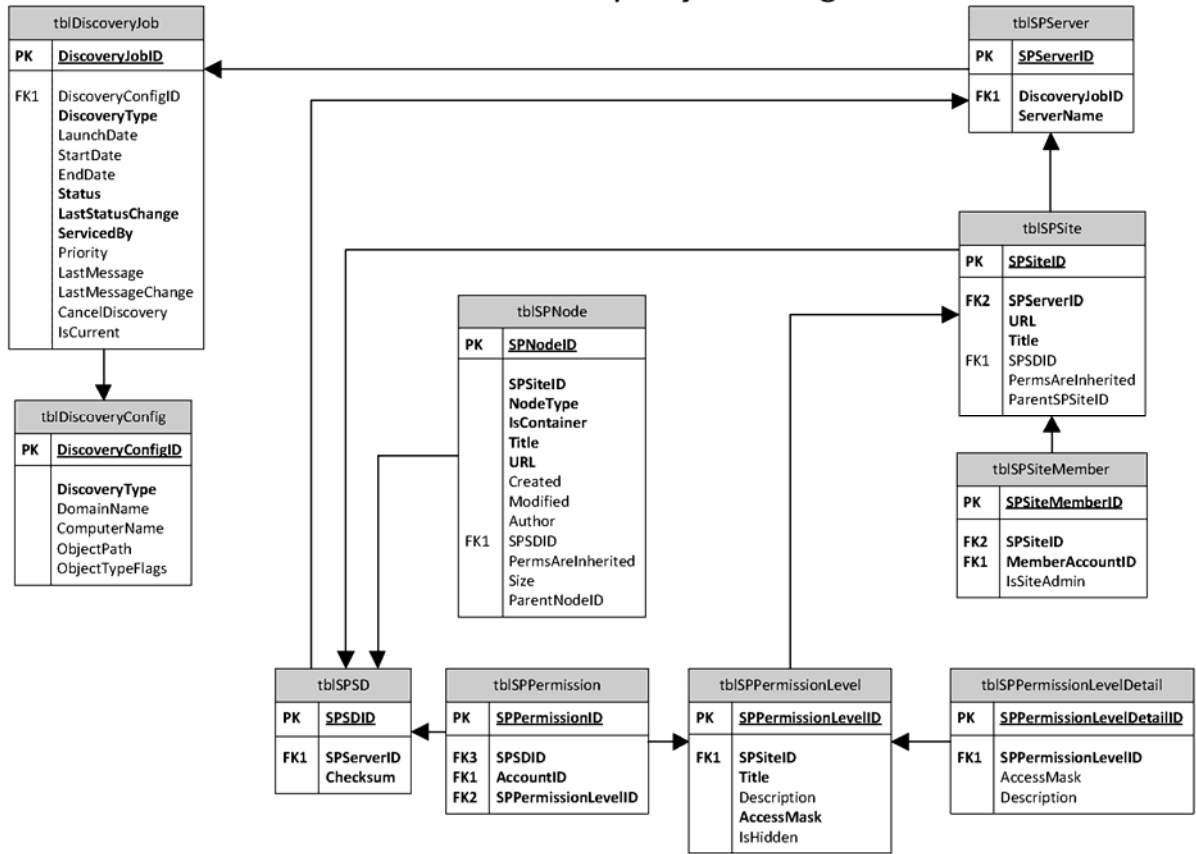 tblDiscoveryJob
PK DiscoveryJobID
FK1 DiscoveryConfigID
DiscoveryType
LaunchDate
StartDate
EndDate
Status
LastStatusChange
ServicedBy
Priority
LastMessage
LastMessageChange
CancelDiscovery
IsCurrent
tblSPServer
PK SPServerID
FK1 DiscoveryJobID
ServerName
tblSPSite
PK SPSiteID
FK2 SPServerID
URL
Title
FK1 SPSDID
PermsAreInherited
ParentSPSiteID
tblSPNode
PK SPNodeID
SPSiteID
NodeType
IsContainer
Title
URL
Created
Modified
Author
FK1 SPSDID
PermsAreInherited
Size
ParentNodeID
tblDiscoveryConfig
PK DiscoveryConfigID
DiscoveryType
DomainName
ComputerName
ObjectPath
ObjectTypeFlags
tblSPSiteMember
PK SPSiteMemberID
FK2 SPSiteID
FK1 MemberAccountID
IsSiteAdmin
tblSPSD
PK SPSDID
FK1 SPServerID
Checksum
tblSPPermission
PK SPPermissionID
FK3 SPSDID
FK1 AccountID
FK2 SPPermissionLevelID
tblSPPermissionLevel
PK SPPermissionLevelID
FK1 SPSiteID
Title
Description
AccessMask
IsHidden
tblSPPermissionLevelDetail
PK SPPermissionLevelDetailID
FK1 SPPermissionLevelID
AccessMask
Description